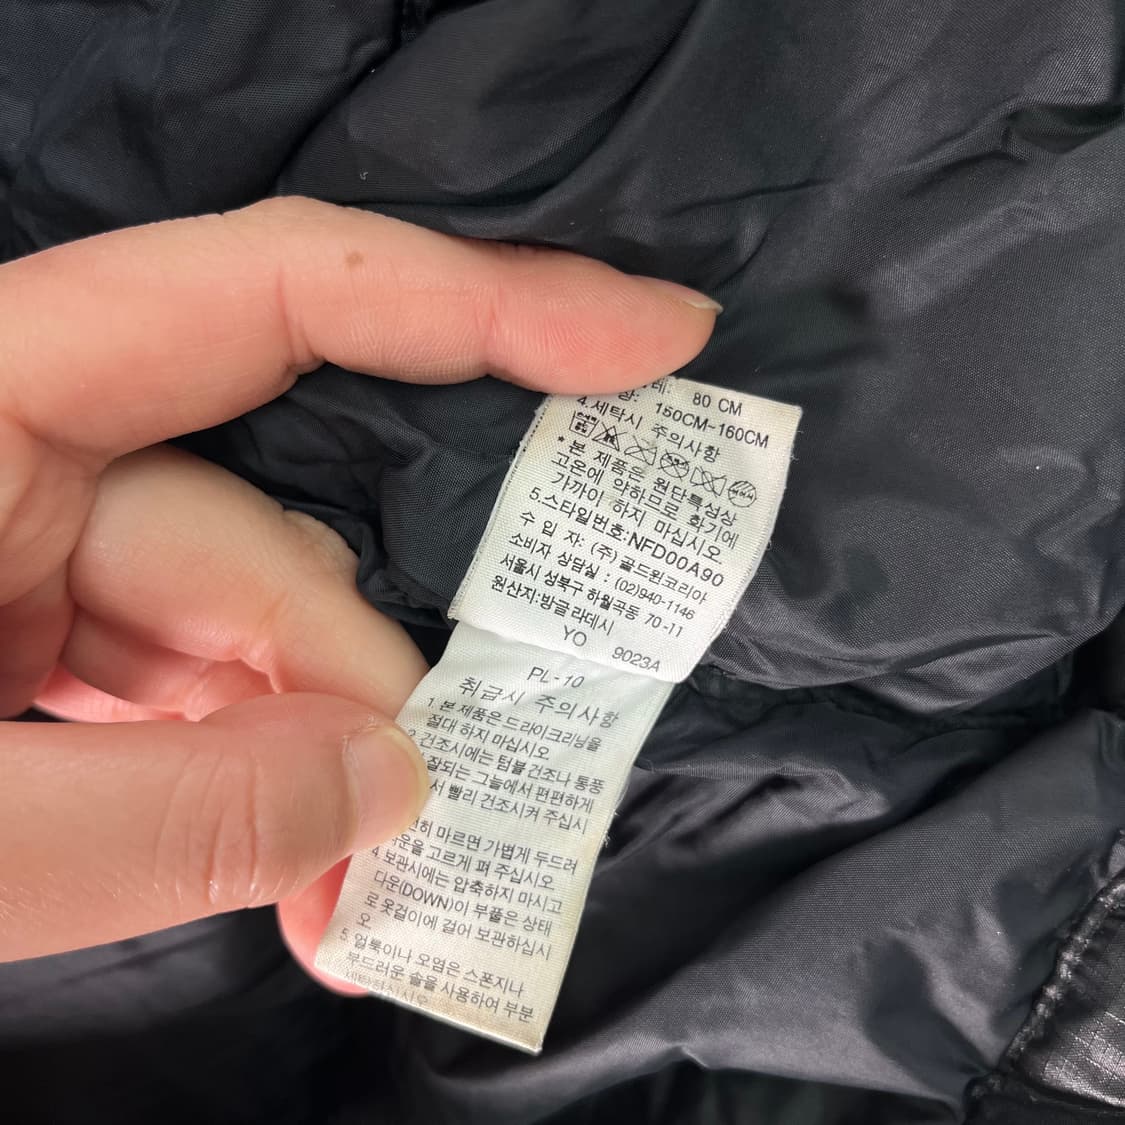 레: 80 CM
장: 150CM-160CM
4.세탁시 주의사항
* 본 제품은 원단특성상
고온에 약하므로 화기에
가까이 하지 마십시오.
5.스타일번호:NFD00A90
수 입 자: (주) 골드윈코리아
소비자 상담실 : (02)940-1146
서울시 성북구 하월곡동 70-11
원산지:방글라데시
YO 9023A
PL-10
취급시 주의사항
1. 본 제품은 드라이크리닝을
절대 하지 마십시오
2.건조시에는 텀블 건조나 통풍
잘되는 그늘에서 편편하게
서 빨리 건조시켜 주십시
마르면 가볍게 두드려
운을 고르게 펴 주십시오
4. 보관시에는 압축하지 마시고
다운(DOWN)이 부풀은 상태
로 옷걸이에 걸어 보관하십시
오
5. 얼룩이나 오염은 스폰지나
부드러운 솔을 사용하여 부분